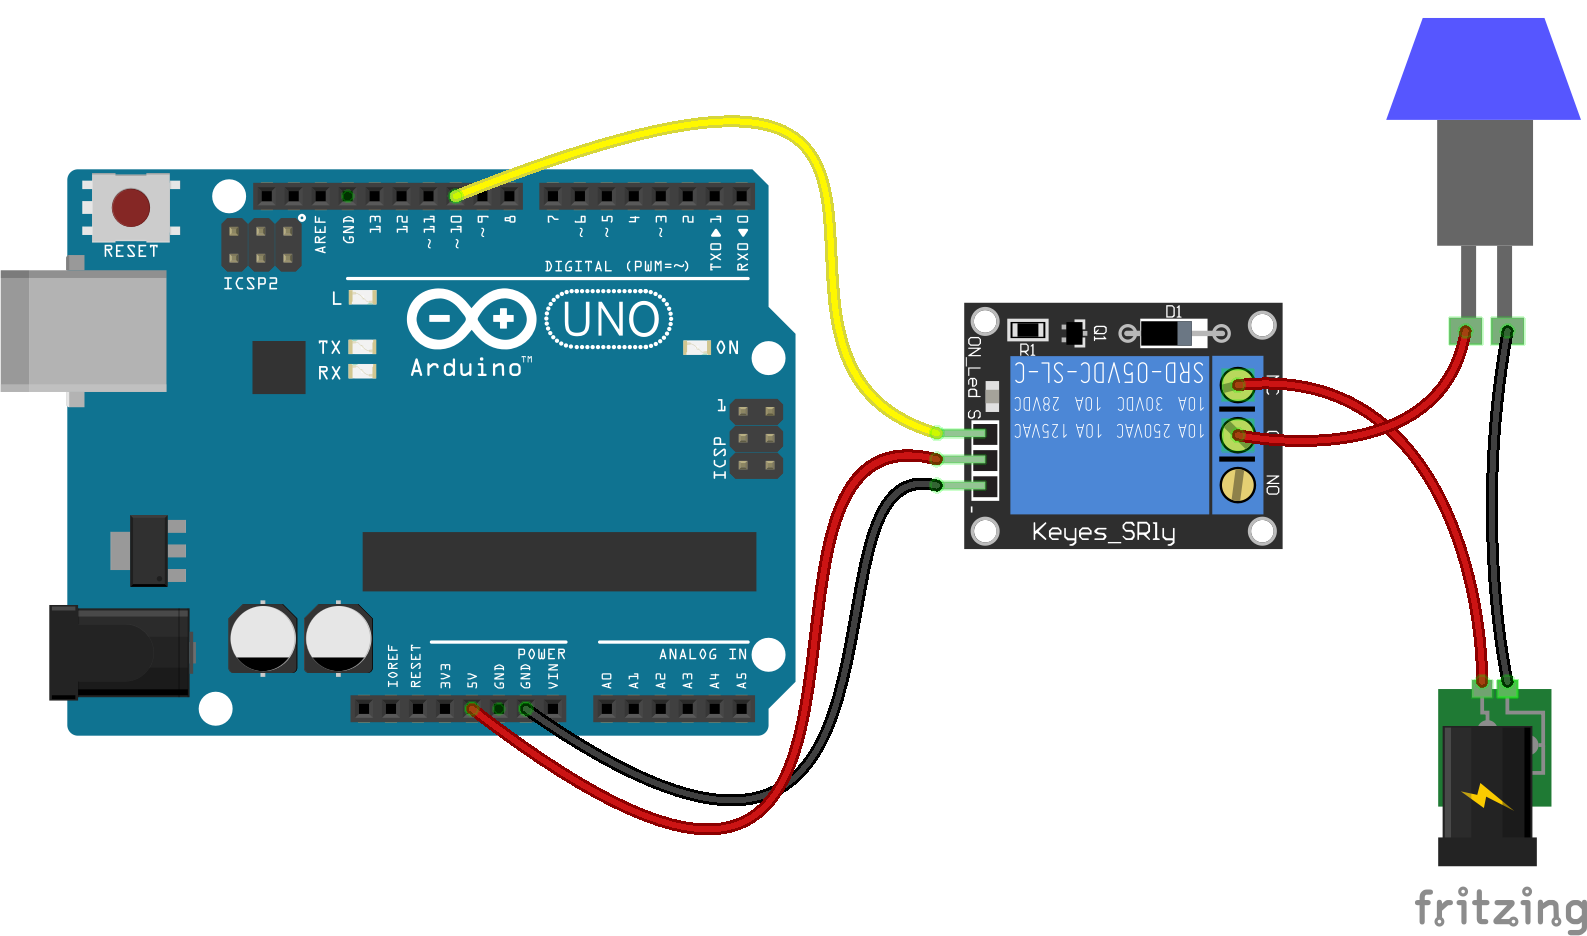 RESET
ICSP2
AREF
GND
13
12
~11
~10
~9
8
7
~6
~5
4
~3
2
TX0▶1
RX0◀0
DIGITAL (PWM=~)
L
TX
RX
UNO
Arduino™
ON
1
ICSP
IOREF
RESET
3V3
5V
GND
GND
VIN
POWER
ANALOG IN
A0
A1
A2
A3
A4
A5
ON_Led
S
-
R1
Q1
D1
SRD-05VDC-SL-C
10A 30VDC 10A 28VDC
10A 250VAC 10A 125VAC
NO
Keyes_SRly
fritzing